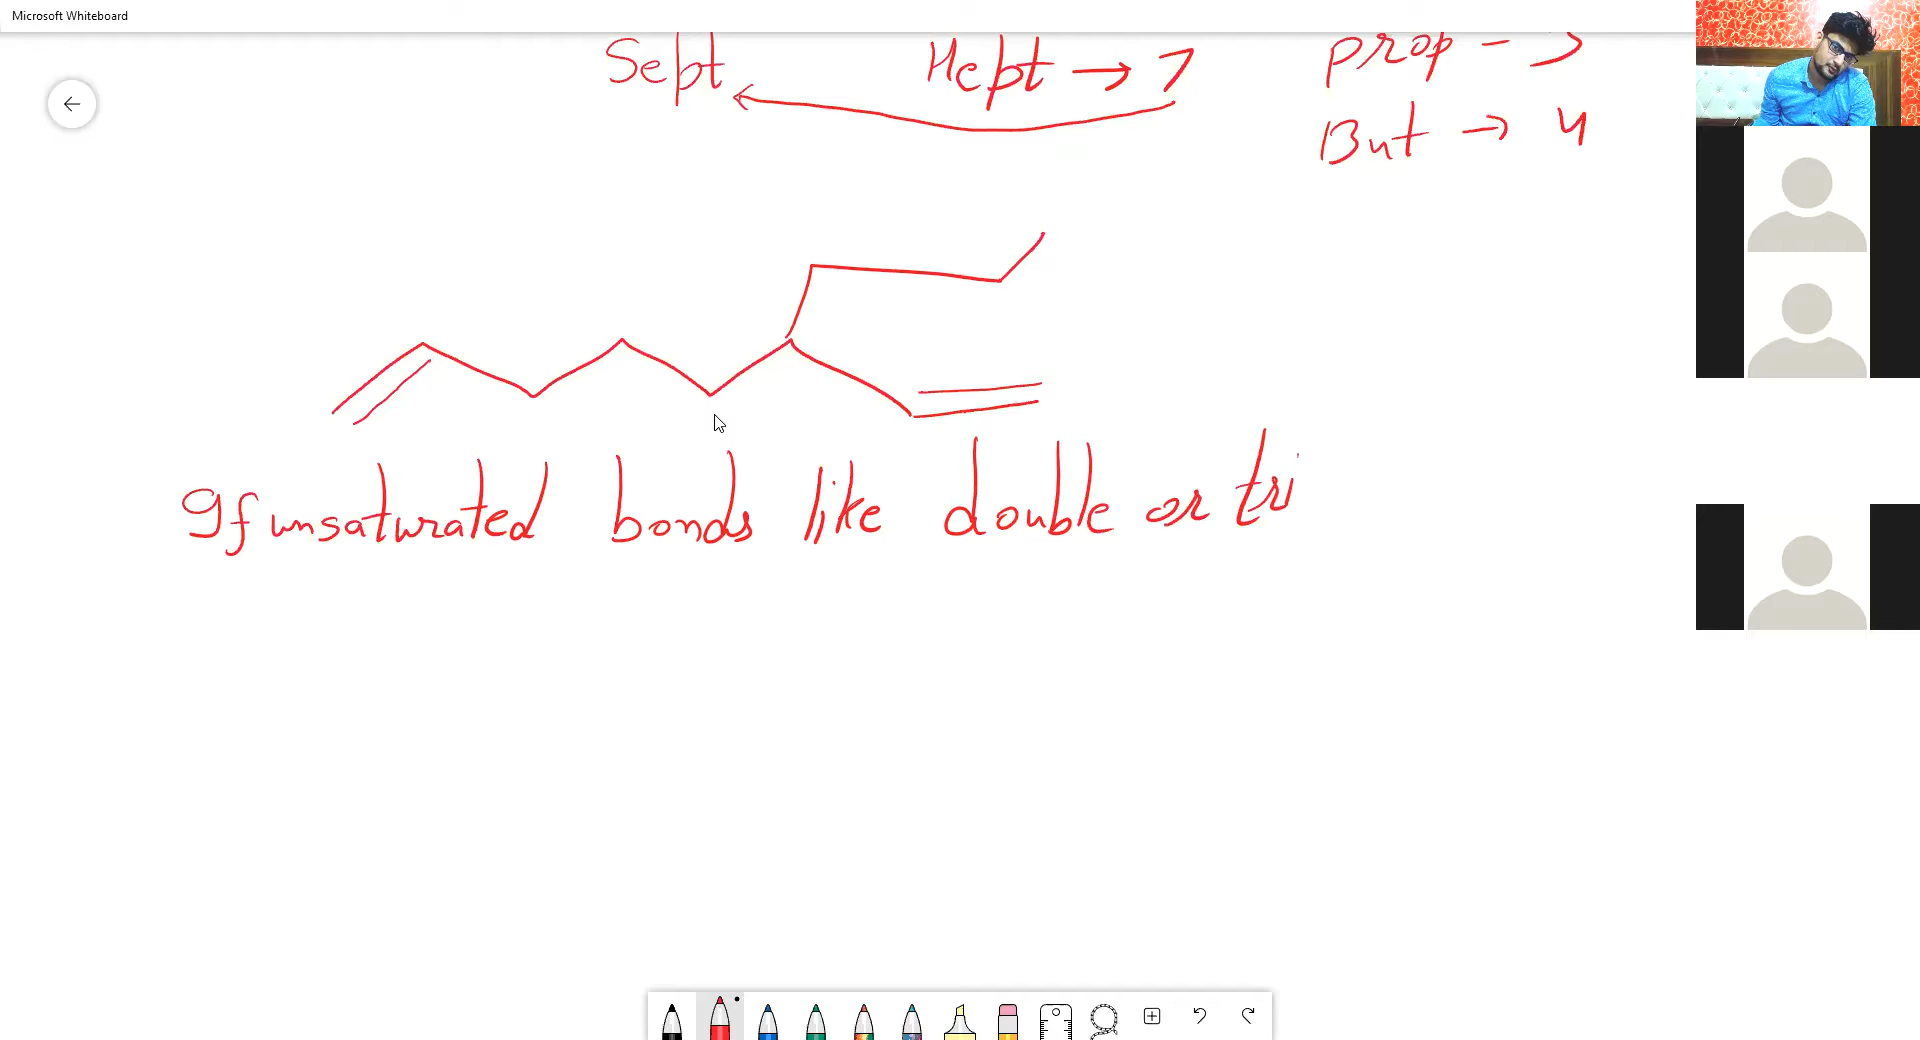 Microsoft Whiteboard
Sept Hept → 7 prop - 3
But → 4
If unsaturated bonds like double or tri